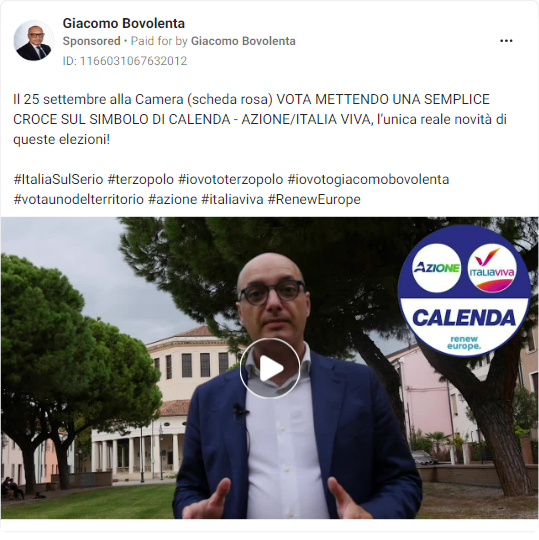 Giacomo Bovolenta
Sponsored • Paid for by Giacomo Bovolenta
ID: 1166031067632012
Il 25 settembre alla Camera (scheda rosa) VOTA METTENDO UNA SEMPLICE
CROCE SUL SIMBOLO DI CALENDA - AZIONE/ITALIA VIVA, l'unica reale novità di
queste elezioni!
#ItaliaSulSerio #terzopolo #iovototerzopolo #iovotogiacomobovolenta
#votaunodelterritorio #azione #italiaviva #RenewEurope
AZIONE
ITALIAVIVA
CALENDA
renew
europe.